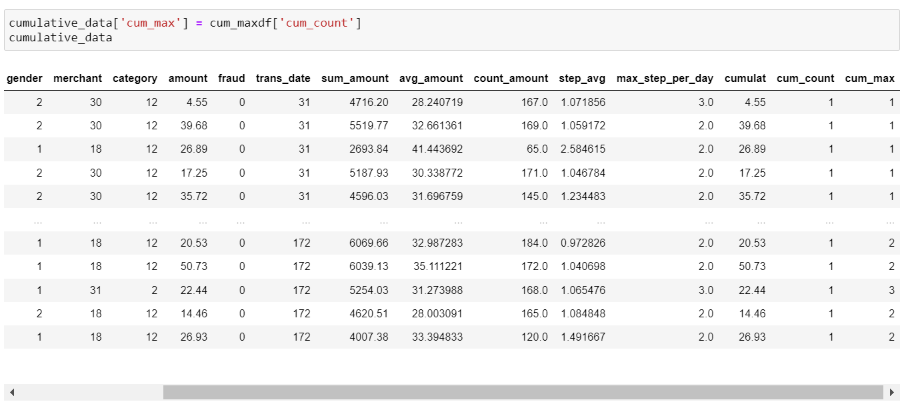 cumulative_data['cum_max'] = cum_maxdf['cum_count']
cumulative_data
gender merchant category amount fraud trans_date sum_amount avg_amount count_amount step_avg max_step_per_day cumulat cum_count cum_max
2 30 12 4.55 0 31 4716.20 28.240719 167.0 1.071856 3.0 4.55 1 1
2 30 12 39.68 0 31 5519.77 32.661361 169.0 1.059172 2.0 39.68 1 1
1 18 12 26.89 0 31 2693.84 41.443692 65.0 2.584615 2.0 26.89 1 1
2 30 12 17.25 0 31 5187.93 30.338772 171.0 1.046784 2.0 17.25 1 1
2 30 12 35.72 0 31 4596.03 31.696759 145.0 1.234483 2.0 35.72 1 1
... ... ... ... ... ... ... ... ... ... ... ... ... ...
1 18 12 20.53 0 172 6069.66 32.987283 184.0 0.972826 2.0 20.53 1 2
1 18 12 50.73 0 172 6039.13 35.111221 172.0 1.040698 2.0 50.73 1 2
1 31 2 22.44 0 172 5254.03 31.273988 168.0 1.065476 3.0 22.44 1 3
2 18 12 14.46 0 172 4620.51 28.003091 165.0 1.084848 2.0 14.46 1 2
1 18 12 26.93 0 172 4007.38 33.394833 120.0 1.491667 2.0 26.93 1 2